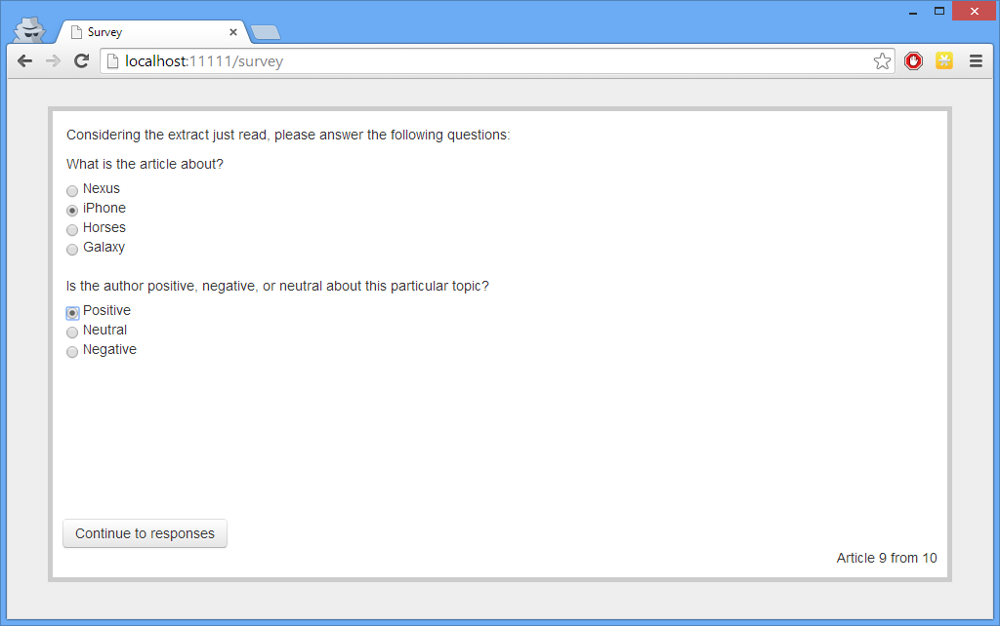 Survey
localhost:11111/survey
Considering the extract just read, please answer the following questions:
What is the article about?
Nexus
iPhone
Horses
Galaxy
Is the author positive, negative, or neutral about this particular topic?
Positive
Neutral
Negative
Continue to responses
Article 9 from 10